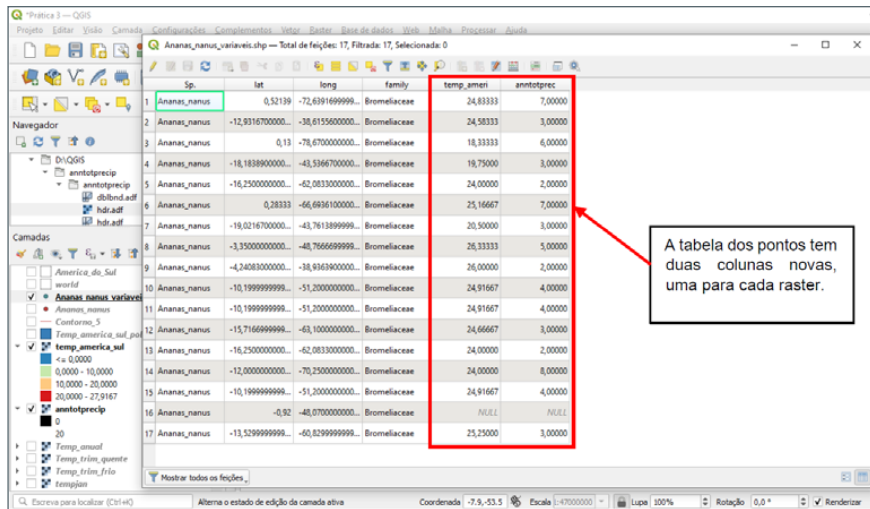 *Prática 3 — QGIS
Projeto Editar Visão Camada Configurações Complementos Vetor Raster Base de dados Web Malha Processar Ajuda
Ananas_nanus_variaveis.shp — Total de feições: 17, Filtrada: 17, Selecionada: 0
Sp. lat long family temp_ameri anntotprec
1 Ananas_nanus 0,52139 -72,6391699999... Bromeliaceae 24,83333 7,00000
2 Ananas_nanus -12,9316700000... -38,6155600000... Bromeliaceae 24,58333 3,00000
3 Ananas_nanus 0,13 -78,6700000000... Bromeliaceae 18,33333 6,00000
4 Ananas_nanus -18,1838900000... -43,5366700000... Bromeliaceae 19,75000 3,00000
5 Ananas_nanus -16,2500000000... -62,0833000000... Bromeliaceae 24,00000 2,00000
6 Ananas_nanus 0,28333 -66,6936100000... Bromeliaceae 25,16667 7,00000
7 Ananas_nanus -19,0216700000... -43,7613899999... Bromeliaceae 20,50000 3,00000
8 Ananas_nanus -3,35000000000... -48,7666699999... Bromeliaceae 26,33333 5,00000
9 Ananas_nanus -4,24083000000... -38,9363900000... Bromeliaceae 26,00000 2,00000
10 Ananas_nanus -10,1999999999... -51,2000000000... Bromeliaceae 24,91667 4,00000
11 Ananas_nanus -10,1999999999... -51,2000000000... Bromeliaceae 24,91667 4,00000
12 Ananas_nanus -15,7166999999... -63,1000000000... Bromeliaceae 24,66667 3,00000
13 Ananas_nanus -16,2500000000... -62,0833000000... Bromeliaceae 24,00000 2,00000
14 Ananas_nanus -12,0000000000... -70,2500000000... Bromeliaceae 24,00000 8,00000
15 Ananas_nanus -10,1999999999... -51,2000000000... Bromeliaceae 24,91667 4,00000
16 Ananas_nanus -0,92 -48,0700000000... Bromeliaceae NULL NULL
17 Ananas_nanus -13,5299999999... -60,8299999999... Bromeliaceae 25,25000 3,00000
Mostrar todos os feições
Navegador
D:\QGIS
anntotprecip
anntotprecip
dblbnd.adf
hdr.adf
hdr.adf
Camadas
America_do_Sul
world
Ananas_nanus_variavei
Ananas_nanus
Contorno_5
Temp_america_sul_pol
temp_america_sul
<= 0,0000
0,0000 - 10,0000
10,0000 - 20,0000
20,0000 - 27,9167
anntotprecip
0
20
Temp_anual
Temp_trim_quente
Temp_trim_frio
tempjan
A tabela dos pontos tem
duas colunas novas,
uma para cada raster.
Escreva para localizar (Ctrl+K) Alterna o estado de edição da camada ativa Coordenada -7.9,-53.5 Escala 1:47000000 Lupa 100% Rotação 0,0 ° Renderizar